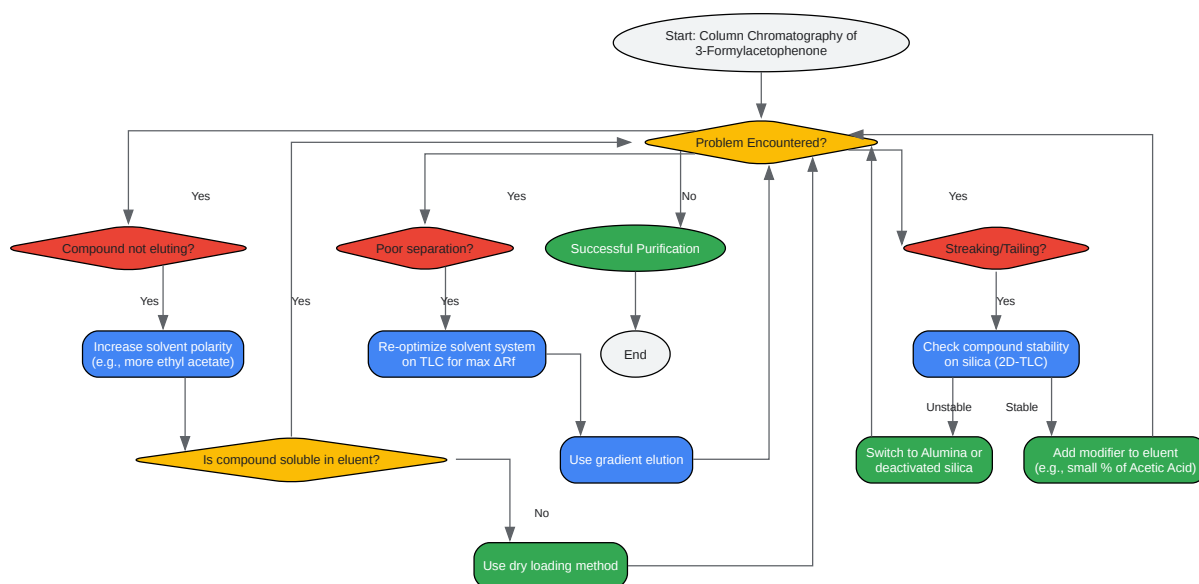 Start: Column Chromatography of
3-Formylacetophenone
Problem Encountered?
Yes
Yes
No
Yes
Compound not eluting?
Poor separation?
Successful Purification
Streaking/Tailing?
Yes
Yes
Yes
Yes
Increase solvent polarity
(e.g., more ethyl acetate)
Re-optimize solvent system
on TLC for max ΔRf
End
Check compound stability
on silica (2D-TLC)
Unstable
Stable
Is compound soluble in eluent?
Use gradient elution
Switch to Alumina or
deactivated silica
Add modifier to eluent
(e.g., small % of Acetic Acid)
No
Use dry loading method